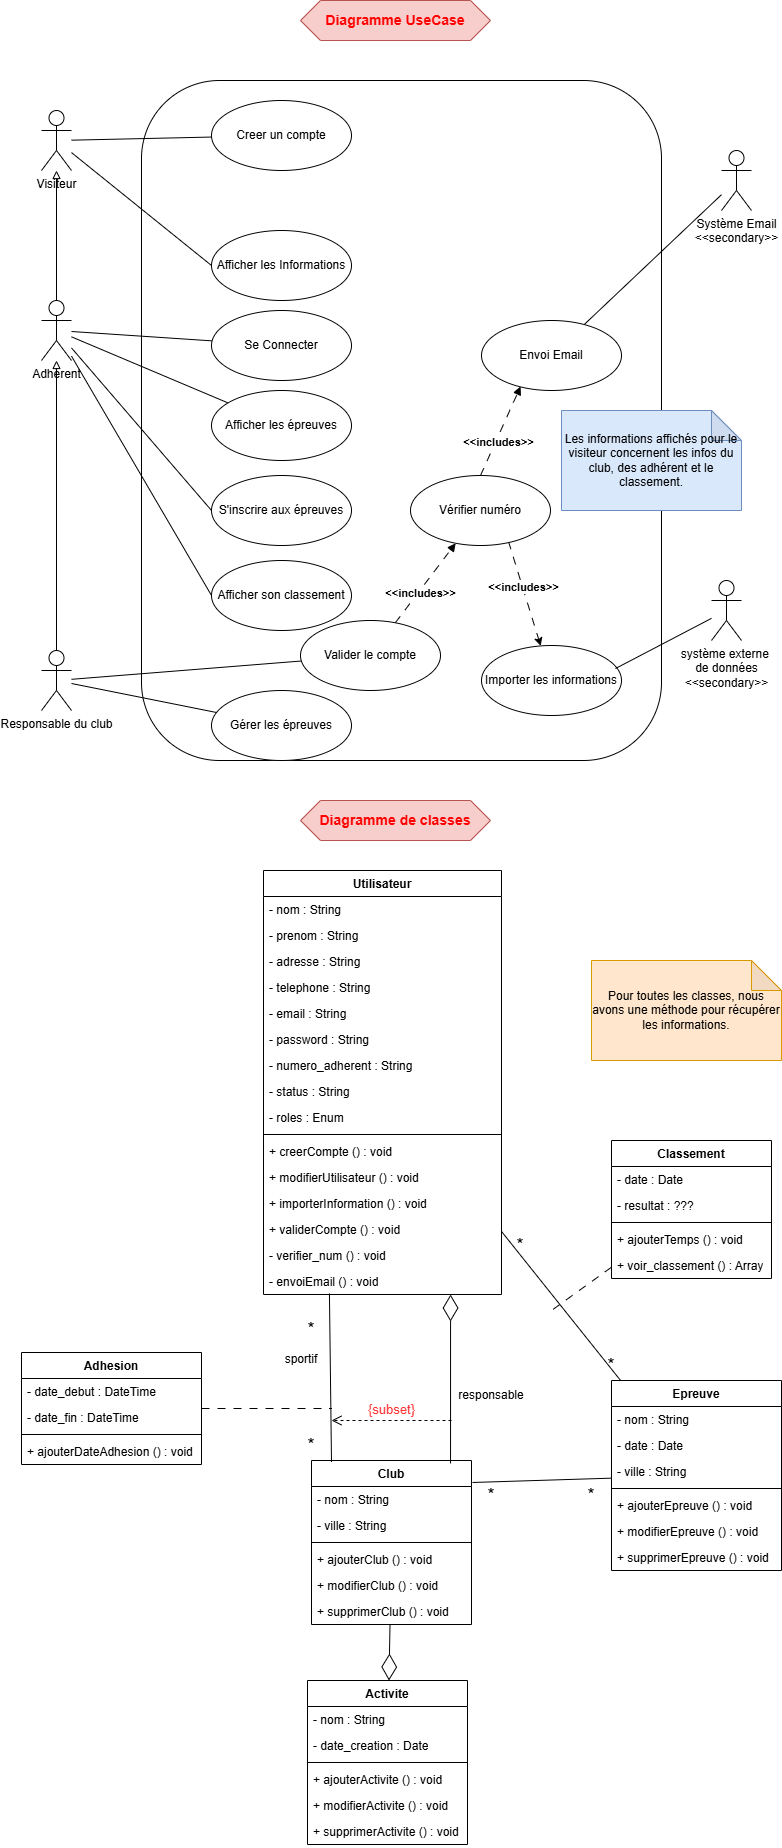 Diagramme UseCase
Creer un compte
Visiteur
Afficher les Informations
Système Email
<<secondary>>
Se Connecter
Adhérent
Envoi Email
Afficher les épreuves
<<includes>>
Les informations affichés pour le
visiteur concernent les infos du
club, des adhérent et le
classement.
S'inscrire aux épreuves
Vérifier numéro
Afficher son classement
<<includes>>
<<includes>>
Valider le compte
système externe
de données
<<secondary>>
Importer les informations
Responsable du club
Gérer les épreuves
Diagramme de classes
Utilisateur
- nom : String
- prenom : String
- adresse : String
- telephone : String
- email : String
- password : String
- numero_adherent : String
- status : String
- roles : Enum
+ creerCompte () : void
+ modifierUtilisateur () : void
+ importerInformation () : void
+ validerCompte () : void
- verifier_num () : void
- envoiEmail () : void
Pour toutes les classes, nous
avons une méthode pour récupérer
les informations.
Classement
- date : Date
- resultat : ???
+ ajouterTemps () : void
+ voir_classement () : Array
*
*
*
sportif
Adhesion
- date_debut : DateTime
- date_fin : DateTime
+ ajouterDateAdhesion () : void
responsable
{subset}
*
Epreuve
- nom : String
- date : Date
- ville : String
+ ajouterEpreuve () : void
+ modifierEpreuve () : void
+ supprimerEpreuve () : void
Club
- nom : String
- ville : String
+ ajouterClub () : void
+ modifierClub () : void
+ supprimerClub () : void
*
*
Activite
- nom : String
- date_creation : Date
+ ajouterActivite () : void
+ modifierActivite () : void
+ supprimerActivite () : void